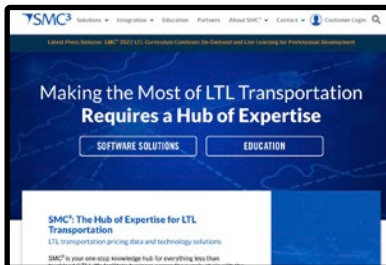 SMC³ Solutions Integration Education Partners About SMC³ Contact Customer Login
Latest Press Release: SMC³ 2022 LTL Curriculum Combines On-Demand and Live Learning for Professional Development
Making the Most of LTL Transportation
Requires a Hub of Expertise
SOFTWARE SOLUTIONS EDUCATION
SMC³: The Hub of Expertise for LTL
Transportation
LTL transportation pricing data and technology solutions
SMC³ is your one-stop knowledge hub for everything less than